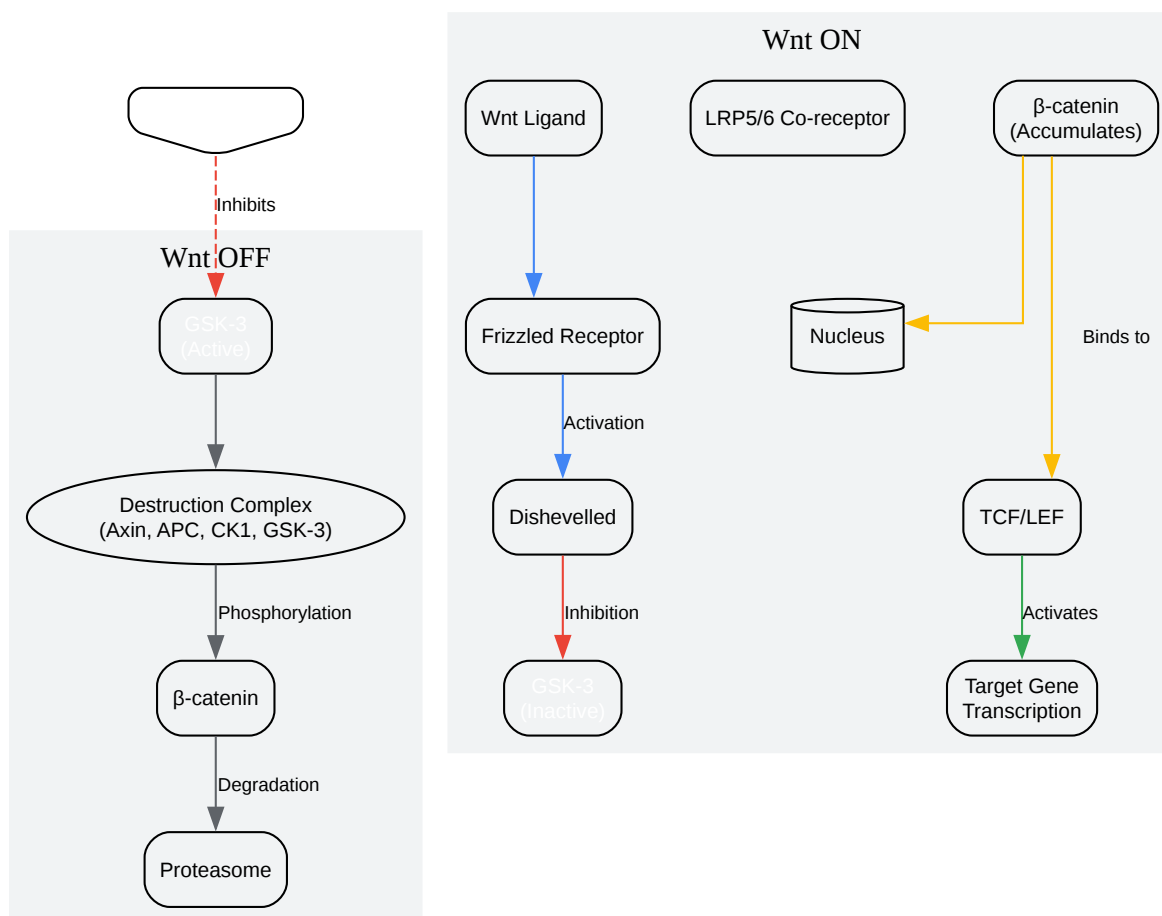 Wnt ON
Wnt Ligand
LRP5/6 Co-receptor
β-catenin
(Accumulates)
Inhibits
Wnt OFF
GSK-3
(Active)
Frizzled Receptor
Nucleus
Binds to
Activation
Destruction Complex
(Axin, APC, CK1, GSK-3)
Dishevelled
TCF/LEF
Phosphorylation
Inhibition
Activates
β-catenin
GSK-3
(Inactive)
Target Gene
Transcription
Degradation
Proteasome